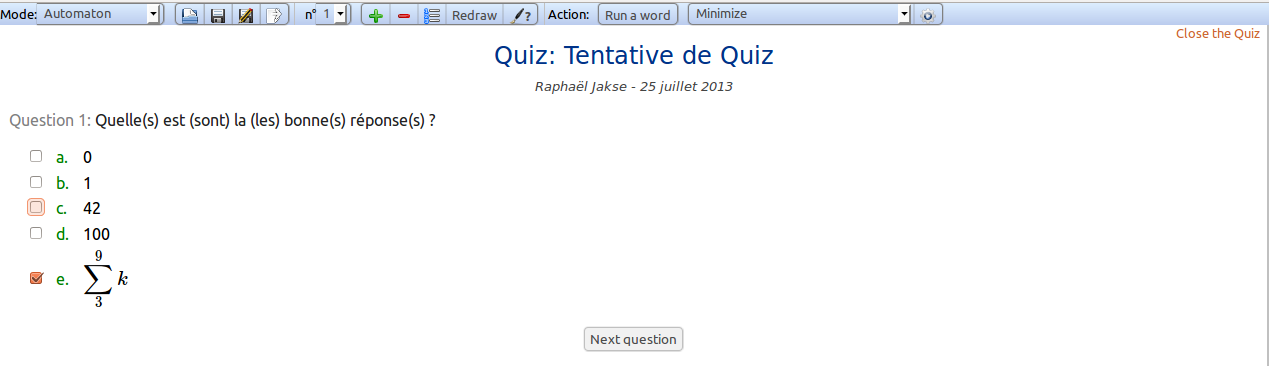 Mode: Automaton n° 1 Redraw ? Action: Run a word Minimize
Close the Quiz
Quiz: Tentative de Quiz
Raphaël Jakse - 25 juillet 2013
Question 1: Quelle(s) est (sont) la (les) bonne(s) réponse(s) ?
a. 0
b. 1
c. 42
d. 100
9
e. ∑ k
3
Next question